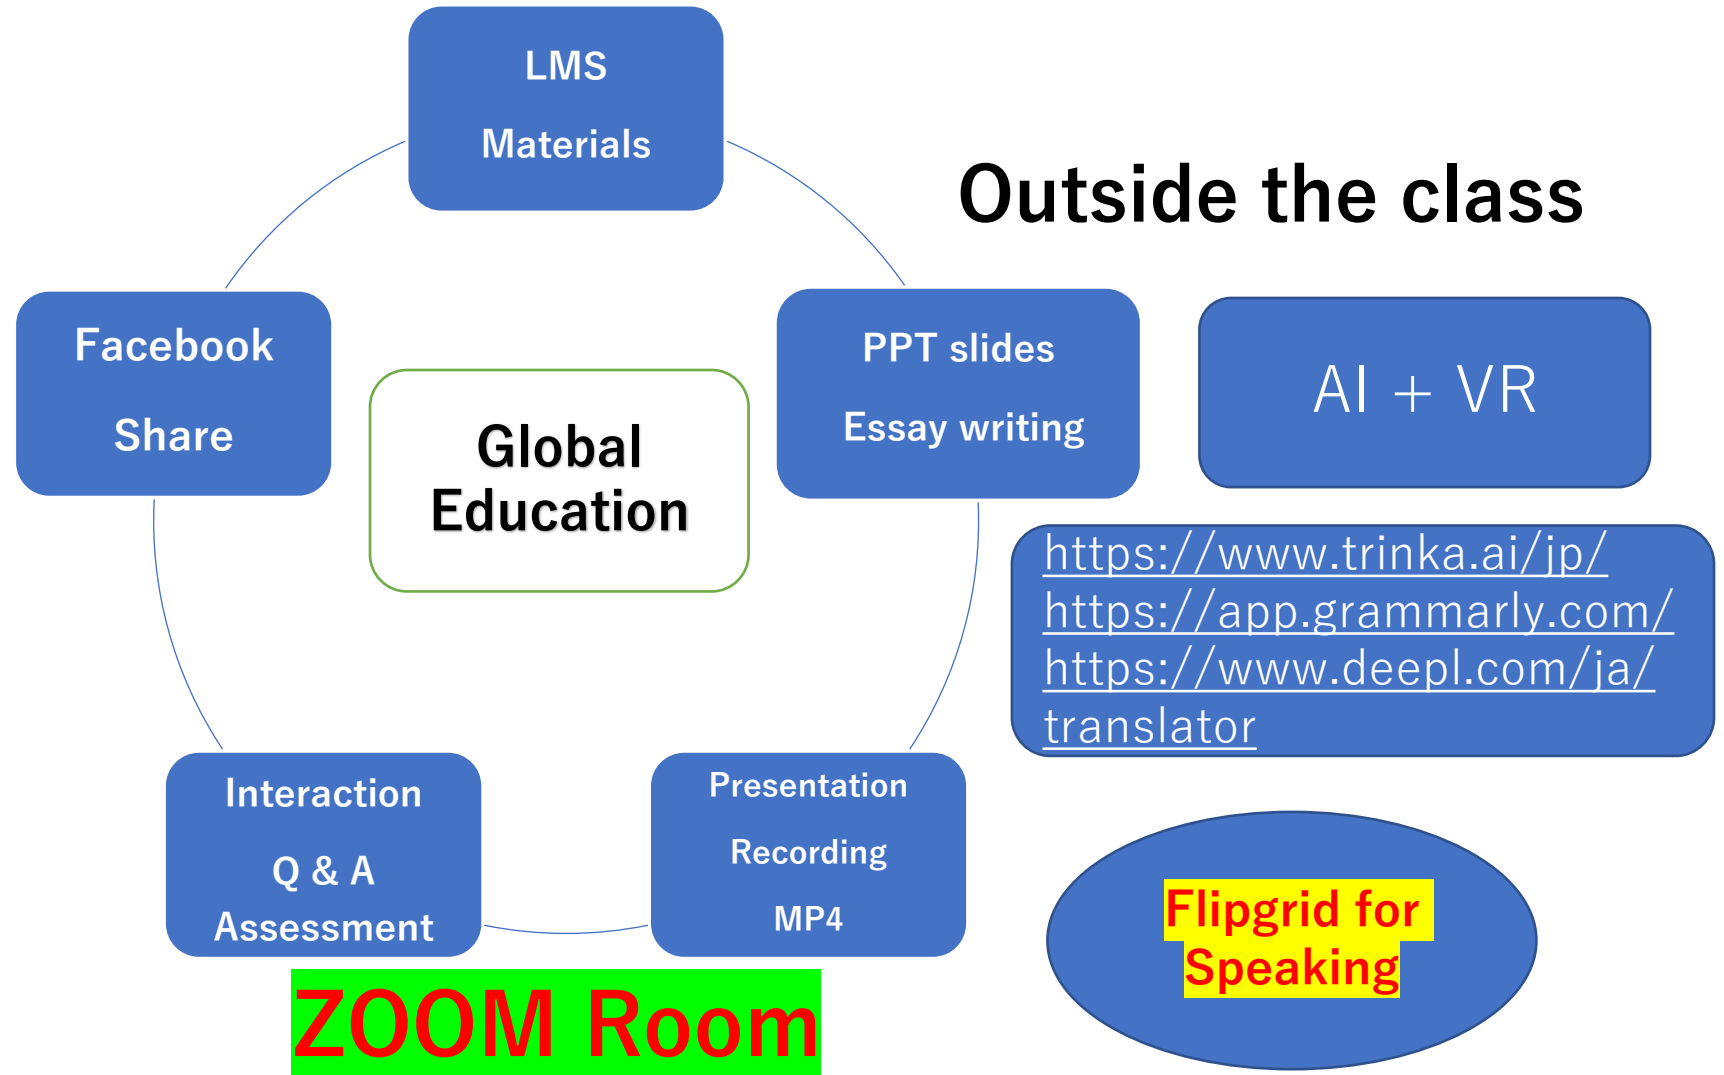 LMS
Materials
Outside the class
Facebook
Share
Global
Education
PPT slides
Essay writing
AI + VR
https://www.trinka.ai/jp/
https://app.grammarly.com/
https://www.deepl.com/ja/
translator
Interaction
Q & A
Assessment
Presentation
Recording
MP4
Flipgrid for
Speaking
ZOOM Room